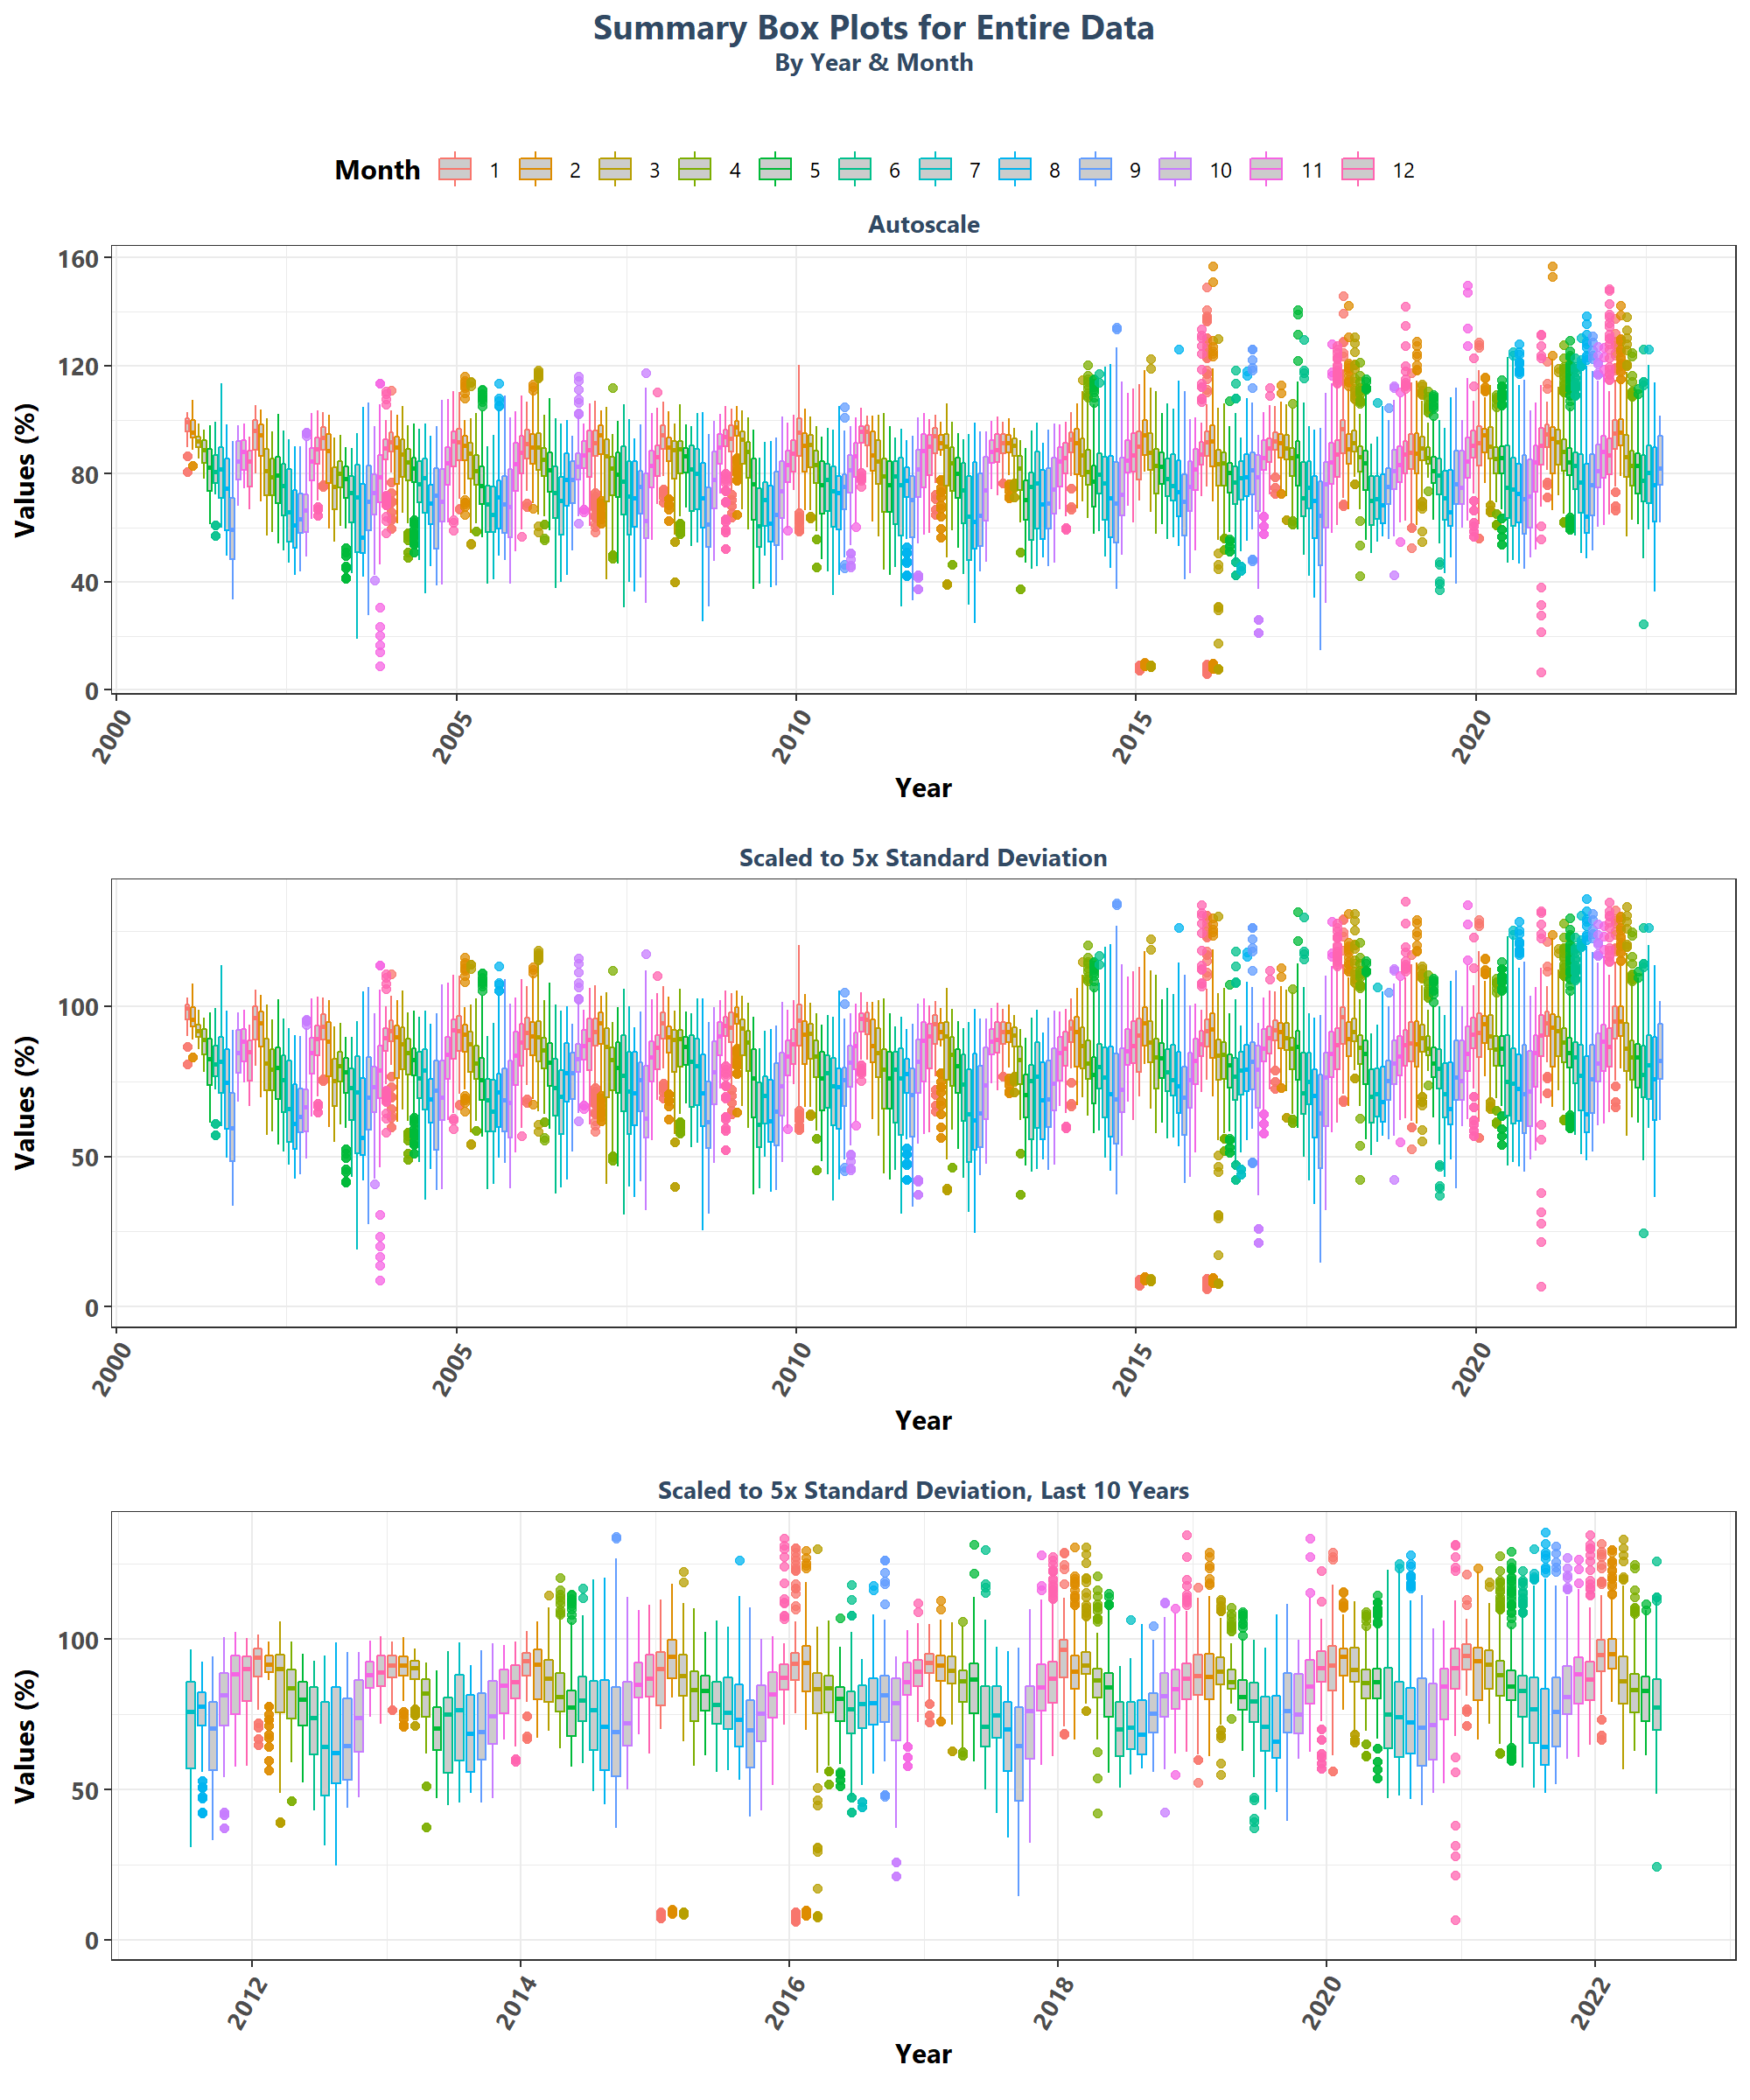 Summary Box Plots for Entire Data
By Year & Month
Month 1 2 3 4 5 6 7 8 9 10 11 12
Autoscale
Values (%)
160
120
80
40
0
2000 2005 2010 2015 2020
Year
Scaled to 5x Standard Deviation
Values (%)
100
50
0
2000 2005 2010 2015 2020
Year
Scaled to 5x Standard Deviation, Last 10 Years
Values (%)
100
50
0
2012 2014 2016 2018 2020 2022
Year